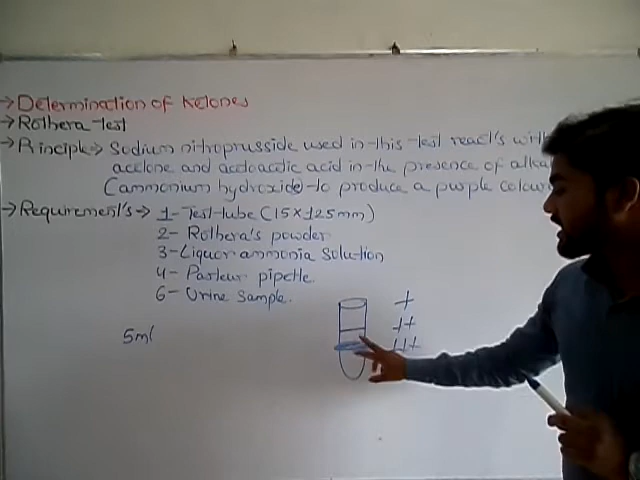 → Determination of Ketones
→ Rothera Test
→ Principle → Sodium nitroprusside used in this test react's with
acetone and acetoacetic acid in the presence of alka
(ammonium hydroxide to produce a purple colour
→ Requirement's → 1- Test tube (15 x 125mm)
2- Rothera's powder
3- Liquor ammonia Solution
4- Pasteur pipette.
6- Urine Sample.
+
++
+++
5ml